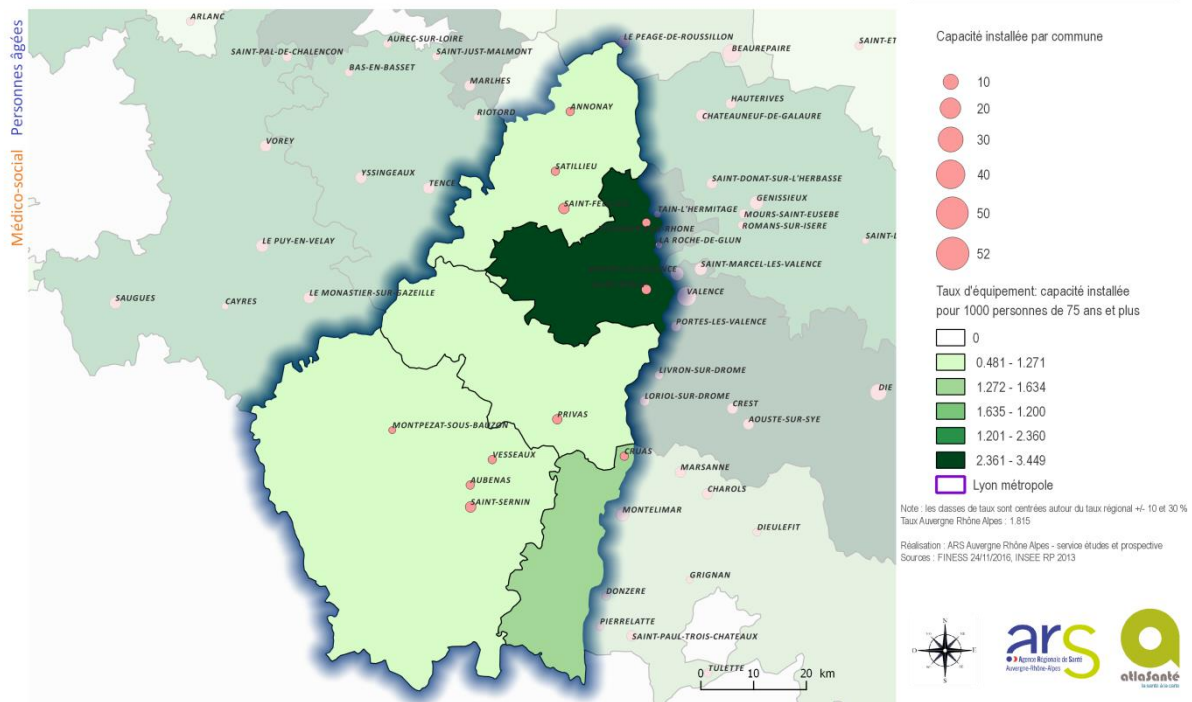 Personnes âgées
Médico-social
ARLANC
AUREC-SUR-LOIRE
LE PEAGE-DE-ROUSSILLON
SAINT-PAL-DE-CHALENCON
SAINT-JUST-MALMONT
BEAUREPAIRE
SAINT-ET
BAS-EN-BASSET
MARLHES
HAUTERIVES
RIOTORD
ANNONAY
CHATEAUNEUF-DE-GALAURE
VOREY
SATILLIEU
YSSINGEAUX
TENCE
SAINT-DONAT-SUR-L'HERBASSE
GENISSIEUX
TAIN-L'HERMITAGE
MOURS-SAINT-EUSEBE
RHONE
ROMANS-SUR-ISERE
LE PUY-EN-VELAY
LA ROCHE-DE-GLUN
SAINT-L
SAINT-MARCEL-LES-VALENCE
SAUGUES
CAYRES
LE MONASTIER-SUR-GAZEILLE
VALENCE
PORTES-LES-VALENCE
LIVRON-SUR-DROME
DIE
LORIOL-SUR-DROME
CREST
PRIVAS
AOUSTE-SUR-SYE
MONTPEZAT-SOUS-BAUZON
VESSEAUX
CRUAS
MARSANNE
AUBENAS
CHAROLS
SAINT-SERNIN
MONTELIMAR
DIEULEFIT
GRIGNAN
DONZERE
PIERRELATTE
SAINT-PAUL-TROIS-CHATEAUX
TULETTE
0 10 20 km
Capacité installée par commune
10
20
30
40
50
52
Taux d'équipement: capacité installée
pour 1000 personnes de 75 ans et plus
0
0.481 - 1.271
1.272 - 1.634
1.635 - 1.200
1.201 - 2.360
2.361 - 3.449
Lyon métropole
Note : les classes de taux sont centrées autour du taux régional +/- 10 et 30 %
Taux Auvergne Rhône Alpes : 1.815
Réalisation : ARS Auvergne Rhône Alpes - service études et prospective
Sources : FINESS 24/11/2016, INSEE RP 2013
N
O
E
S
ars
Agence Régionale de Santé
Auvergne-Rhône-Alpes
atlaSanté
la santé à la carte